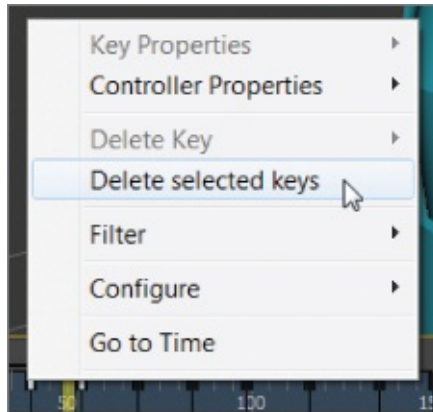 Key Properties
Controller Properties
Delete Key
Delete selected keys
Filter
Configure
Go to Time
50 100